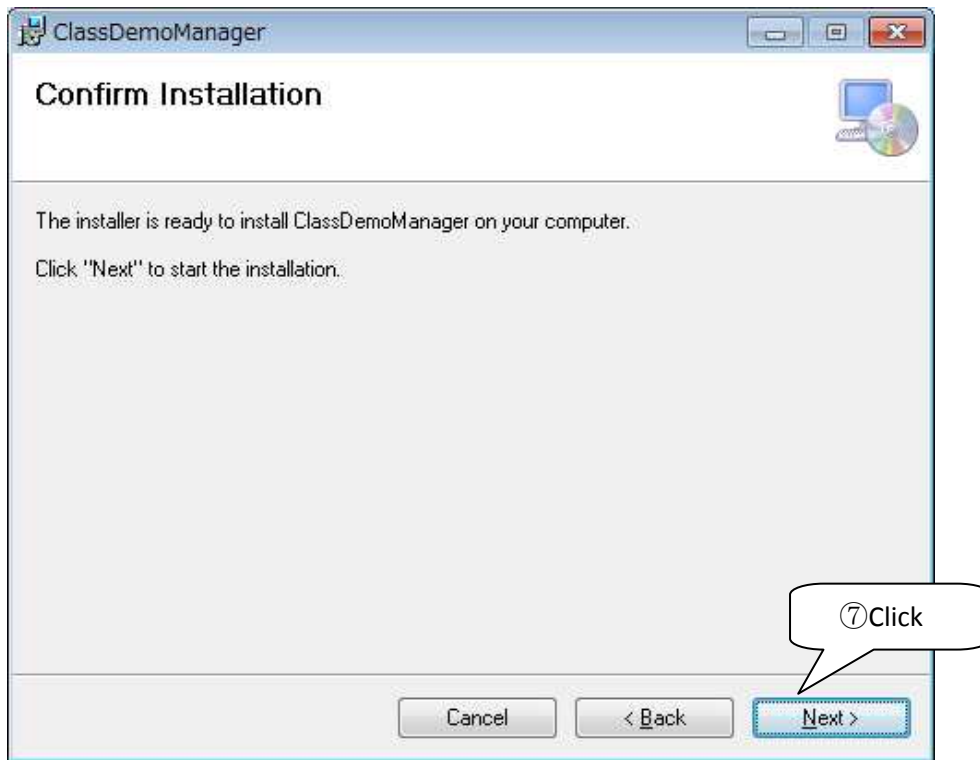 ClassDemoManager
Confirm Installation
The installer is ready to install ClassDemoManager on your computer.
Click "Next" to start the installation.
⑦Click
Cancel
< Back
Next >